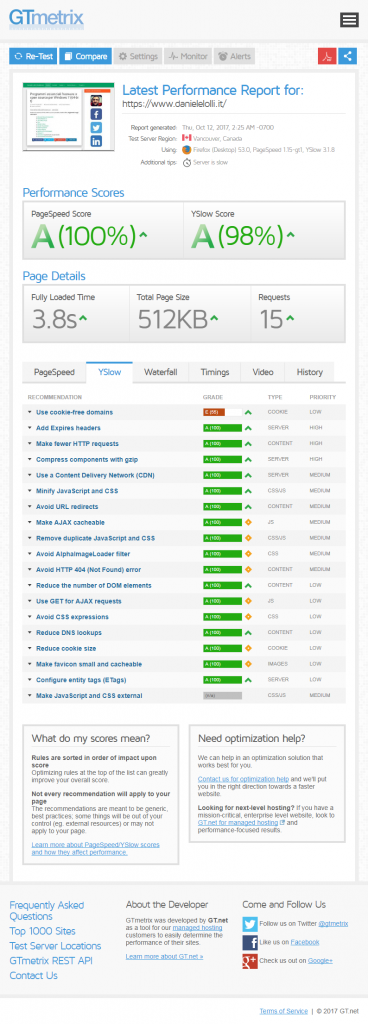 GTmetrix
Re-Test
Compare
Settings
Monitor
Alerts
Latest Performance Report for:
https://www.danielelolli.it/
Report generated: Thu, Oct 12, 2017, 2:25 AM -0700
Test Server Region: Vancouver, Canada
Using: Firefox (Desktop) 53.0, PageSpeed 1.15-gt1, YSlow 3.1.8
Additional tips: Server is slow
Performance Scores
PageSpeed Score
A (100%)
YSlow Score
A (98%)
Page Details
Fully Loaded Time
3.8s
Total Page Size
512KB
Requests
15
PageSpeed YSlow Waterfall Timings Video History
RECOMMENDATION GRADE TYPE PRIORITY
Use cookie-free domains E (55) COOKIE LOW
Add Expires headers A (100) SERVER HIGH
Make fewer HTTP requests A (100) CONTENT HIGH
Compress components with gzip A (100) SERVER HIGH
Use a Content Delivery Network (CDN) A (100) SERVER MEDIUM
Minify JavaScript and CSS A (100) CSS/JS MEDIUM
Avoid URL redirects A (100) CONTENT MEDIUM
Make AJAX cacheable A (100) JS MEDIUM
Remove duplicate JavaScript and CSS A (100) CSS/JS MEDIUM
Avoid AlphaImageLoader filter A (100) CSS MEDIUM
Avoid HTTP 404 (Not Found) error A (100) CONTENT MEDIUM
Reduce the number of DOM elements A (100) CONTENT LOW
Use GET for AJAX requests A (100) JS LOW
Avoid CSS expressions A (100) CSS LOW
Reduce DNS lookups A (100) CONTENT LOW
Reduce cookie size A (100) COOKIE LOW
Make favicon small and cacheable A (100) IMAGES LOW
Configure entity tags (ETags) A (100) SERVER LOW
Make JavaScript and CSS external (n/a) CSS/JS MEDIUM
What do my scores mean?
Rules are sorted in order of impact upon
score
Optimizing rules at the top of the list can greatly
improve your overall score.
Not every recommendation will apply to your
page
The recommendations are meant to be generic,
best practices; some things will be out of your
control (eg. external resources) or may not
apply to your page.
Learn more about PageSpeed/YSlow scores
and how they affect performance.
Need optimization help?
We can help in an optimization solution that
works best for you.
Contact us for optimization help and we'll put
you in the right direction towards a faster
website.
Looking for next-level hosting? If you have a
mission-critical, enterprise level website, look to
GT.net for managed hosting and
performance-focused results.
Frequently Asked
Questions
Top 1000 Sites
Test Server Locations
GTmetrix REST API
Contact Us
About the Developer
GTmetrix was developed by GT.net
as a tool for our managed hosting
customers to easily determine the
performance of their sites.
Learn more about GT.net »
Come and Follow Us
Follow us on Twitter @gtmetrix
Like us on Facebook
Check us out on Google+
Terms of Service | © 2017 GT.net